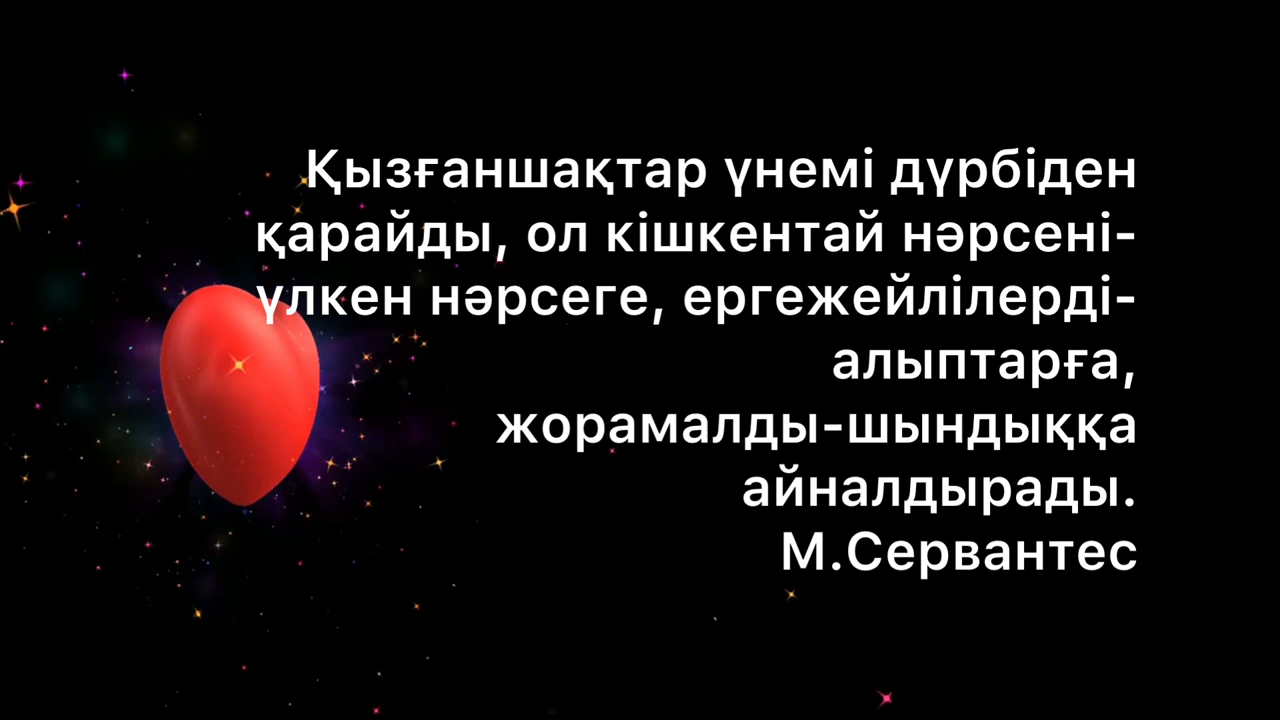 Қызғаншақтар үнемі дүрбіден
қарайды, ол кішкентай нәрсені-
үлкен нәрсеге, ергежейлілерді-
алыптарға,
жорамалды-шындыққа
айналдырады.
М.Сервантес